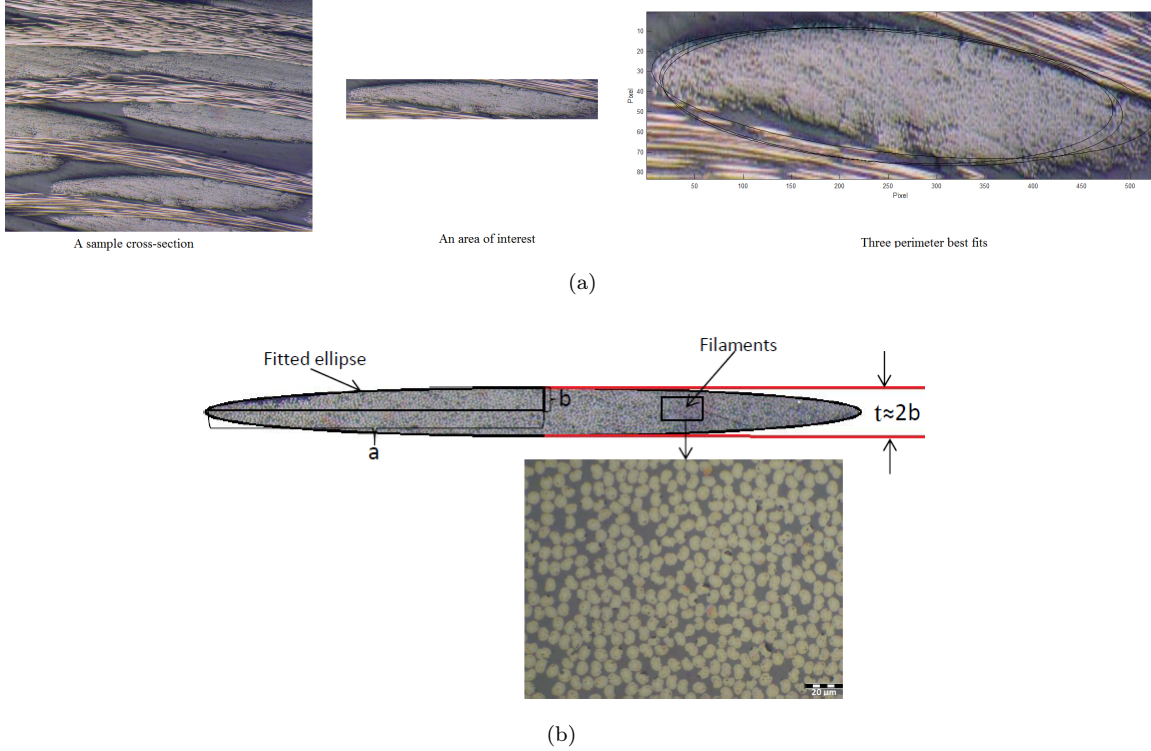 10
20
30
40
50
60
70
80
Pixel
50
100
150
200
250
300
350
400
450
500
Pixel
A sample cross-section
An area of interest
Three perimeter best fits
(a)
Fitted ellipse
Filaments
b
a
t≈2b
20 µm
(b)